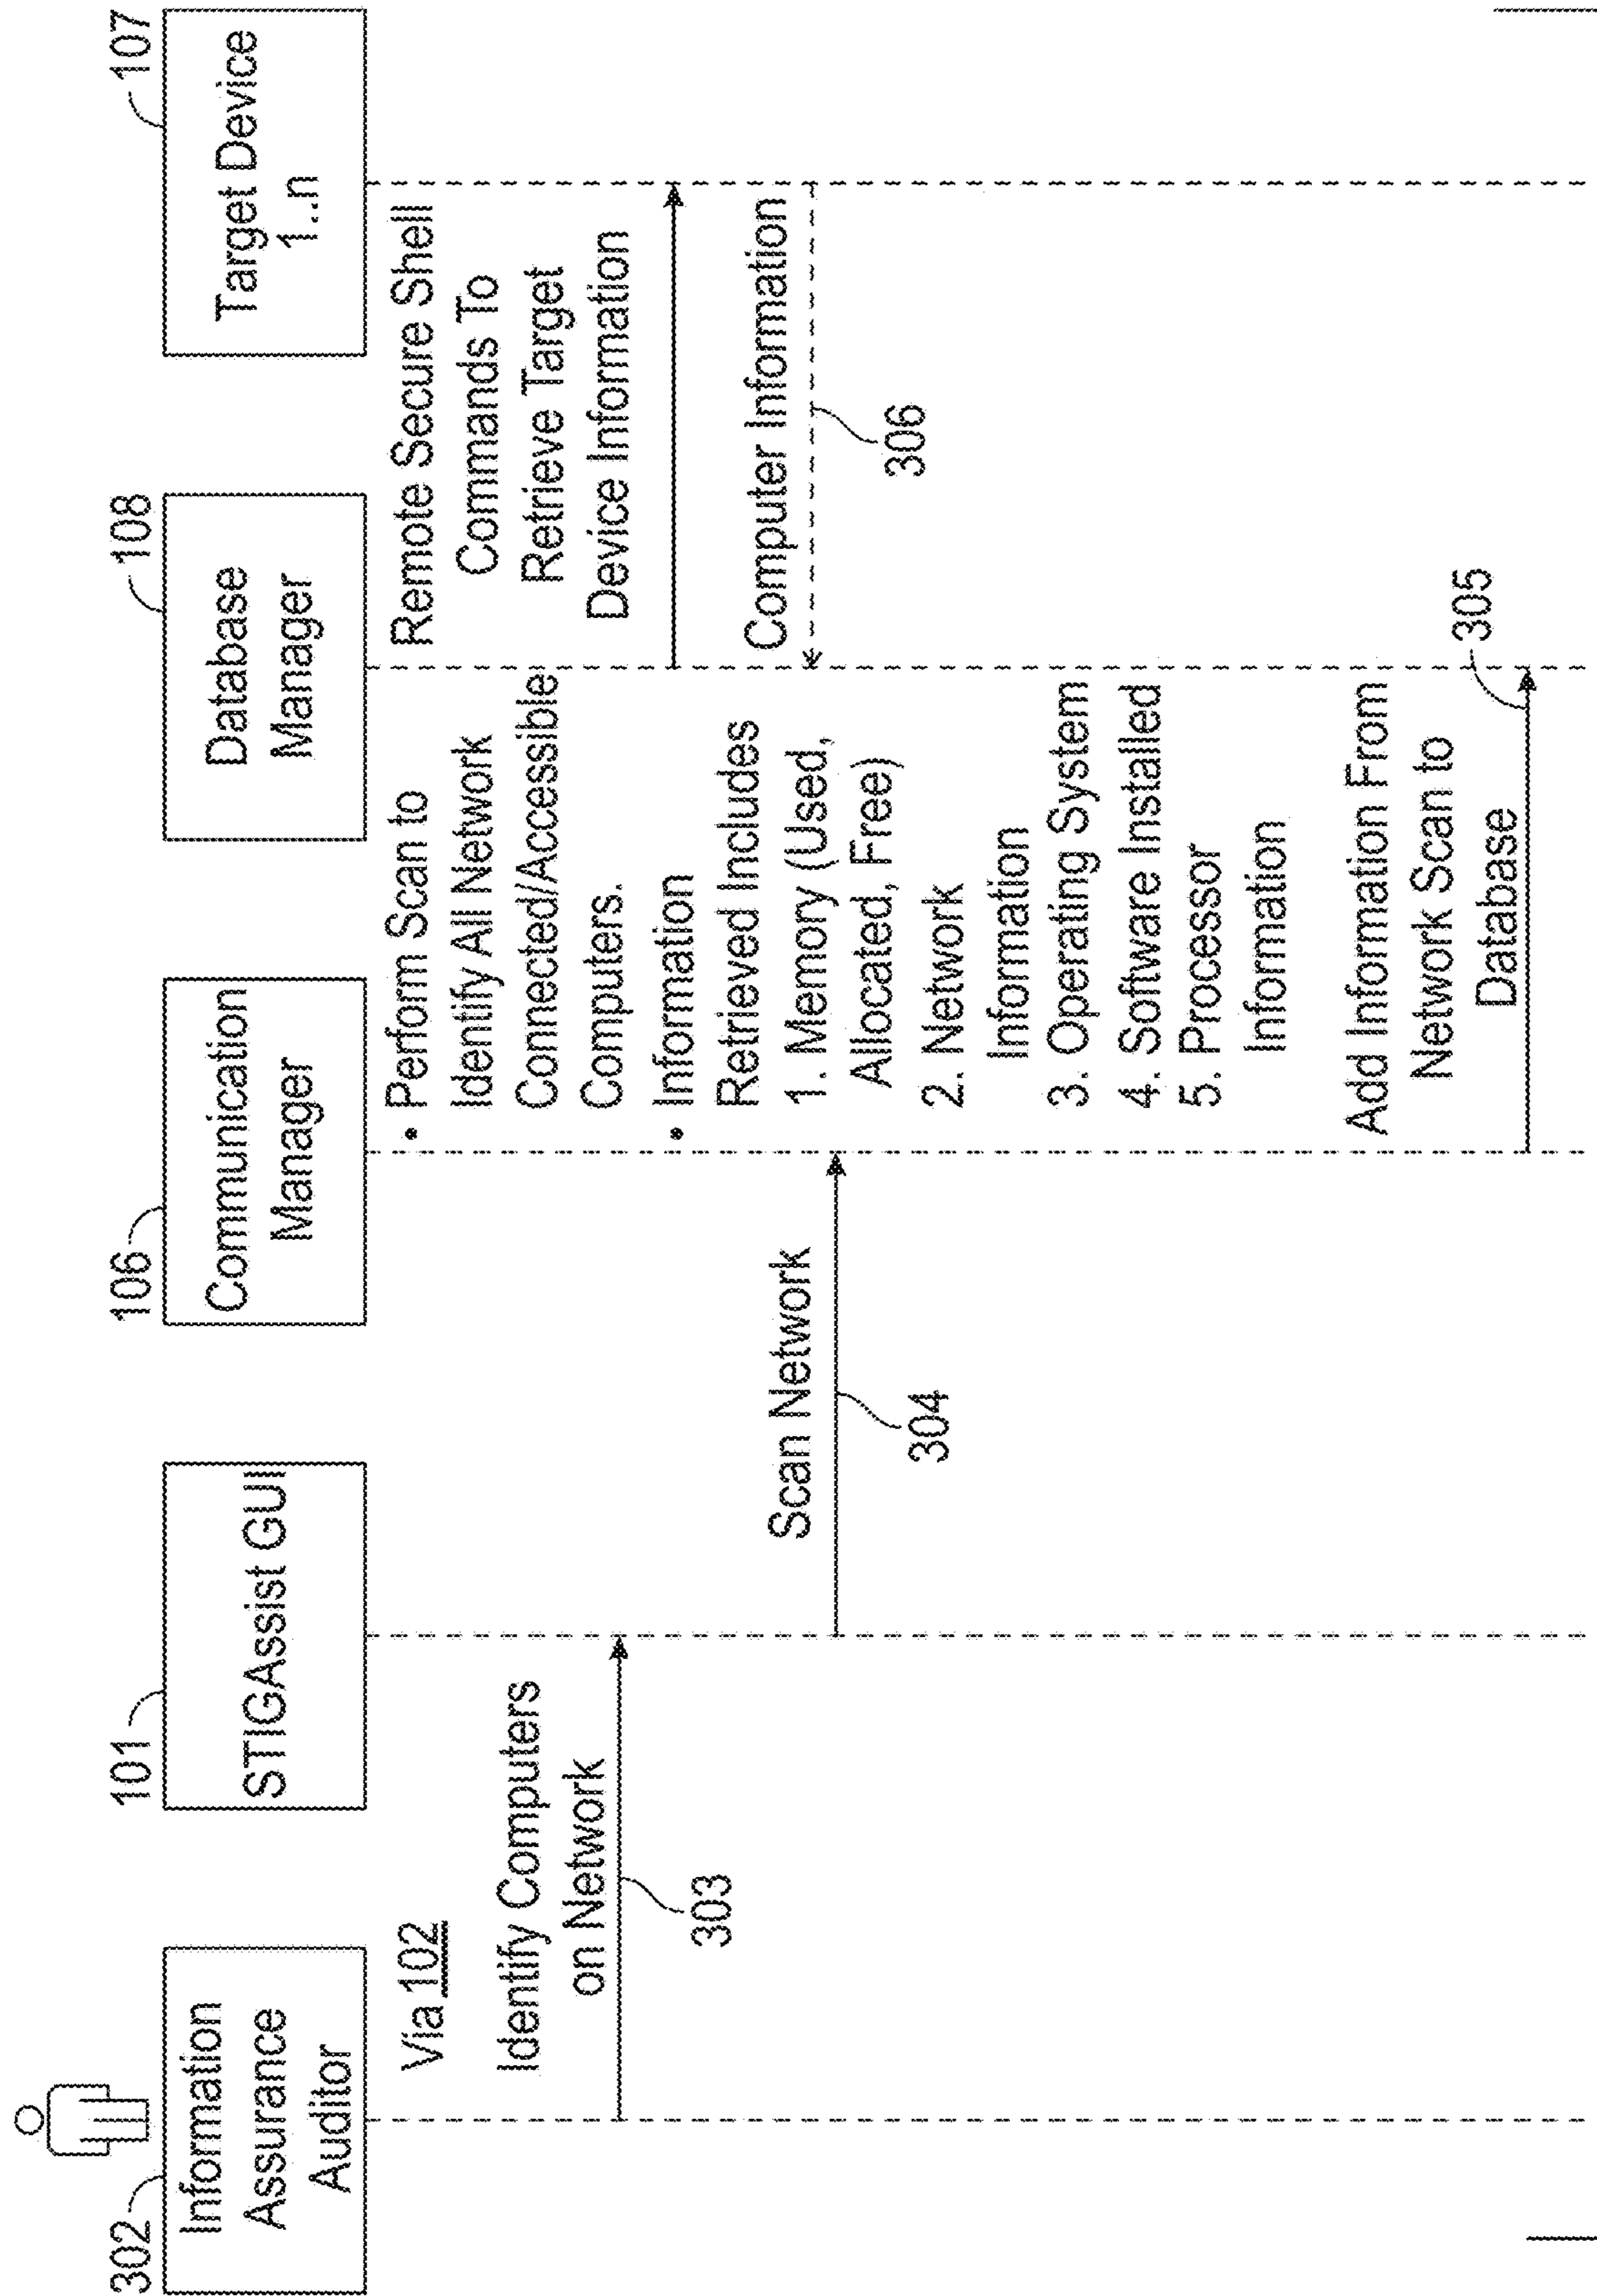 302
Information
Assurance
Auditor
101
STIGAssist GUI
106
Communication
Manager
108
Database
Manager
107
Target Device
1..n
Via 102
Identify Computers
on Network
303
Scan Network
304
• Perform Scan to
Identify All Network
Connected/Accessible
Computers.
• Information
Retrieved Includes
1. Memory (Used,
Allocated, Free)
2. Network
Information
3. Operating System
4. Software Installed
5. Processor
Information
Add Information From
Network Scan to
Database
305
Remote Secure Shell
Commands To
Retrieve Target
Device Information
Computer Information
306